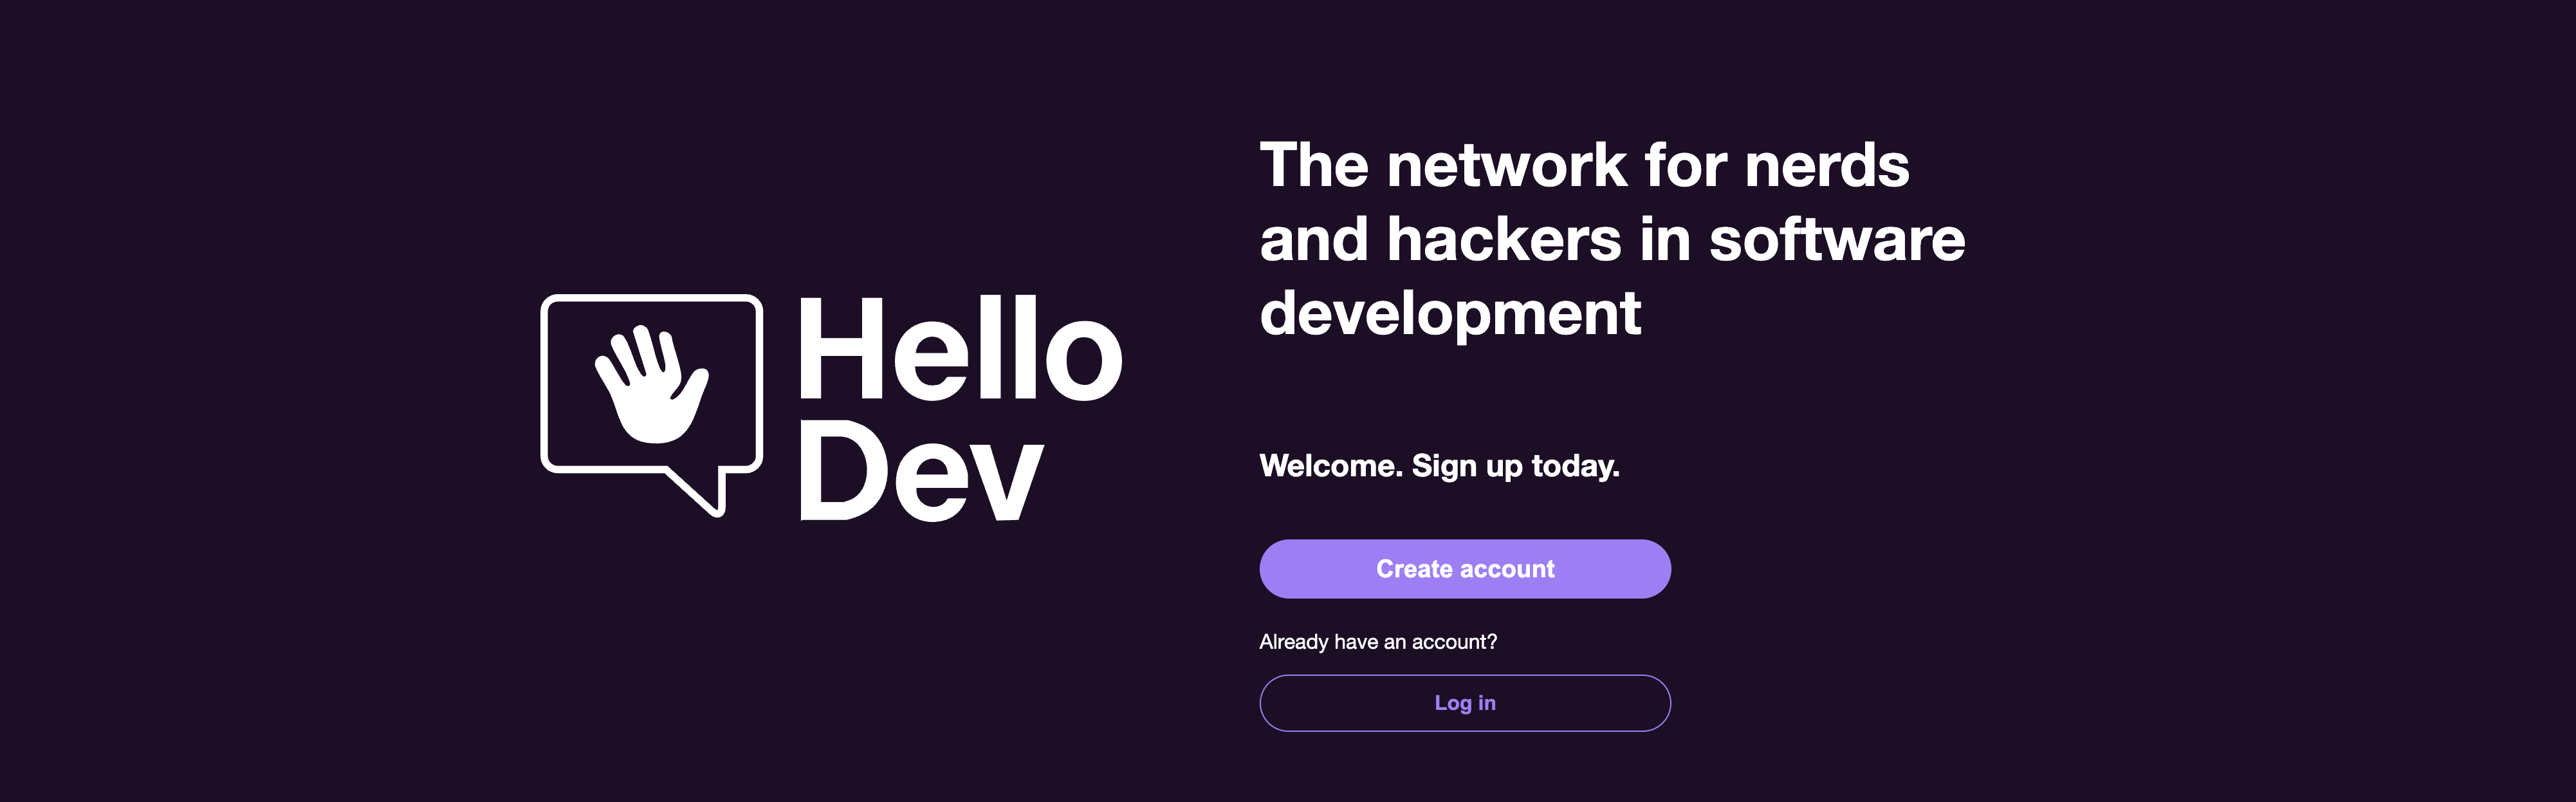 Hello
Dev
The network for nerds
and hackers in software
development
Welcome. Sign up today.
Create account
Already have an account?
Log in